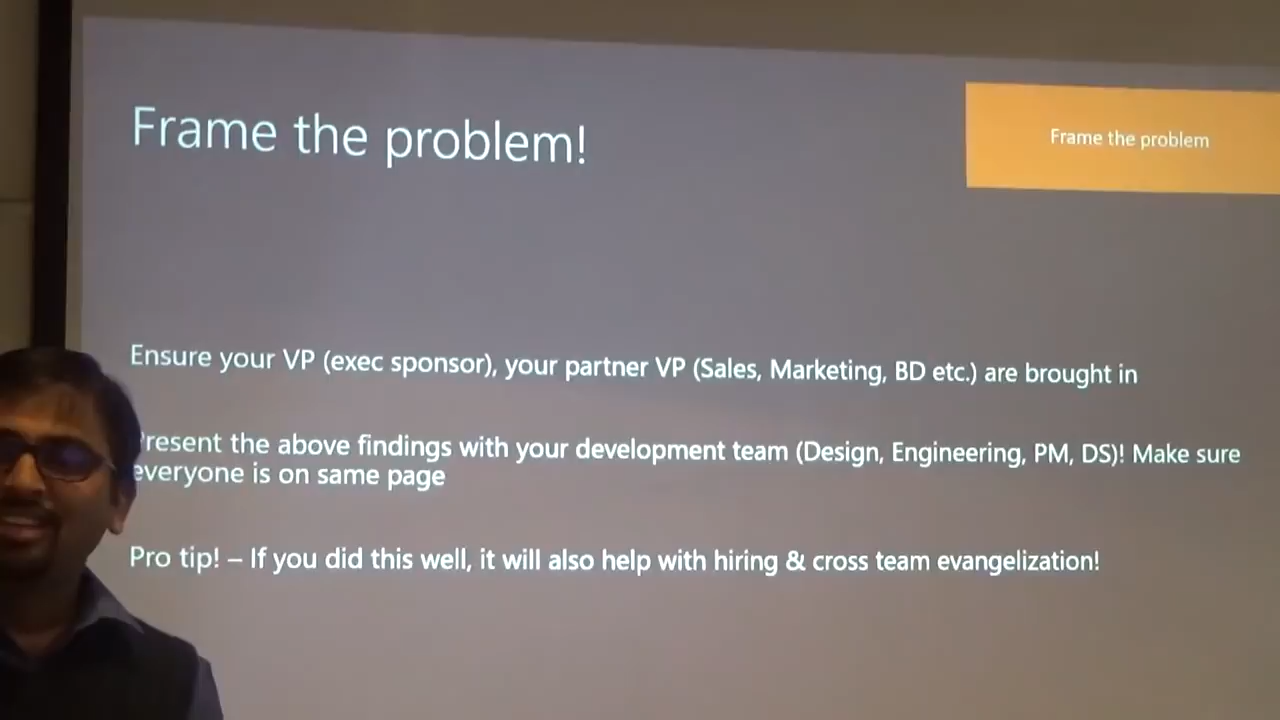 Frame the problem!
Frame the problem
Ensure your VP (exec sponsor), your partner VP (Sales, Marketing, BD etc.) are brought in
Present the above findings with your development team (Design, Engineering, PM, DS)! Make sure
everyone is on same page
Pro tip! – If you did this well, it will also help with hiring & cross team evangelization!